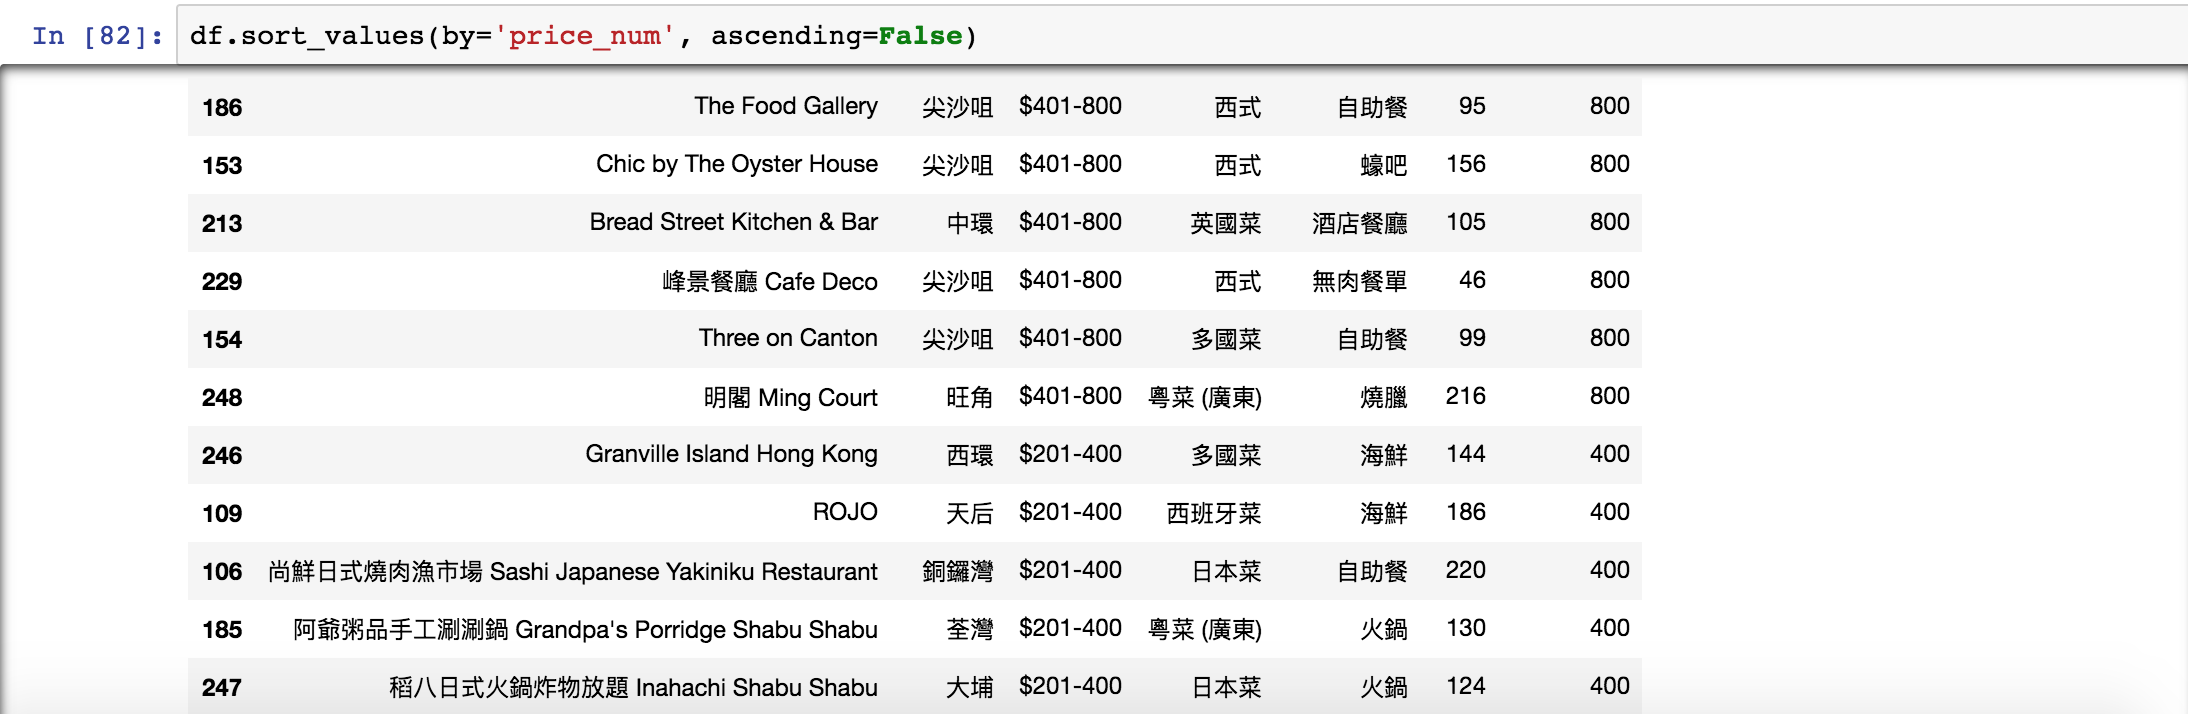 In [82]: df.sort_values(by='price_num', ascending=False)
186 The Food Gallery 尖沙咀 $401-800 西式 自助餐 95 800
153 Chic by The Oyster House 尖沙咀 $401-800 西式 蠔吧 156 800
213 Bread Street Kitchen & Bar 中環 $401-800 英國菜 酒店餐廳 105 800
229 峰景餐廳 Cafe Deco 尖沙咀 $401-800 西式 無肉餐單 46 800
154 Three on Canton 尖沙咀 $401-800 多國菜 自助餐 99 800
248 明閣 Ming Court 旺角 $401-800 粵菜 (廣東) 燒臘 216 800
246 Granville Island Hong Kong 西環 $201-400 多國菜 海鮮 144 400
109 ROJO 天后 $201-400 西班牙菜 海鮮 186 400
106 尚鮮日式燒肉漁市場 Sashi Japanese Yakiniku Restaurant 銅鑼灣 $201-400 日本菜 自助餐 220 400
185 阿爺粥品手工涮涮鍋 Grandpa's Porridge Shabu Shabu 荃灣 $201-400 粵菜 (廣東) 火鍋 130 400
247 稻八日式火鍋炸物放題 Inahachi Shabu Shabu 大埔 $201-400 日本菜 火鍋 124 400